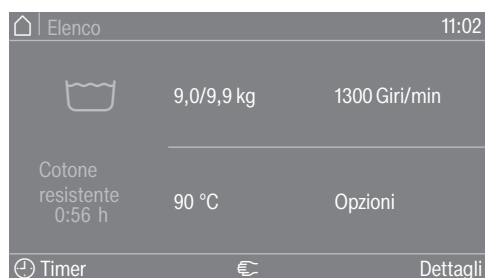 Elenco 11:02
9,0/9,9 kg 1300 Giri/min
Cotone
resistente
0:56 h
90 °C Opzioni
Timer Dettagli